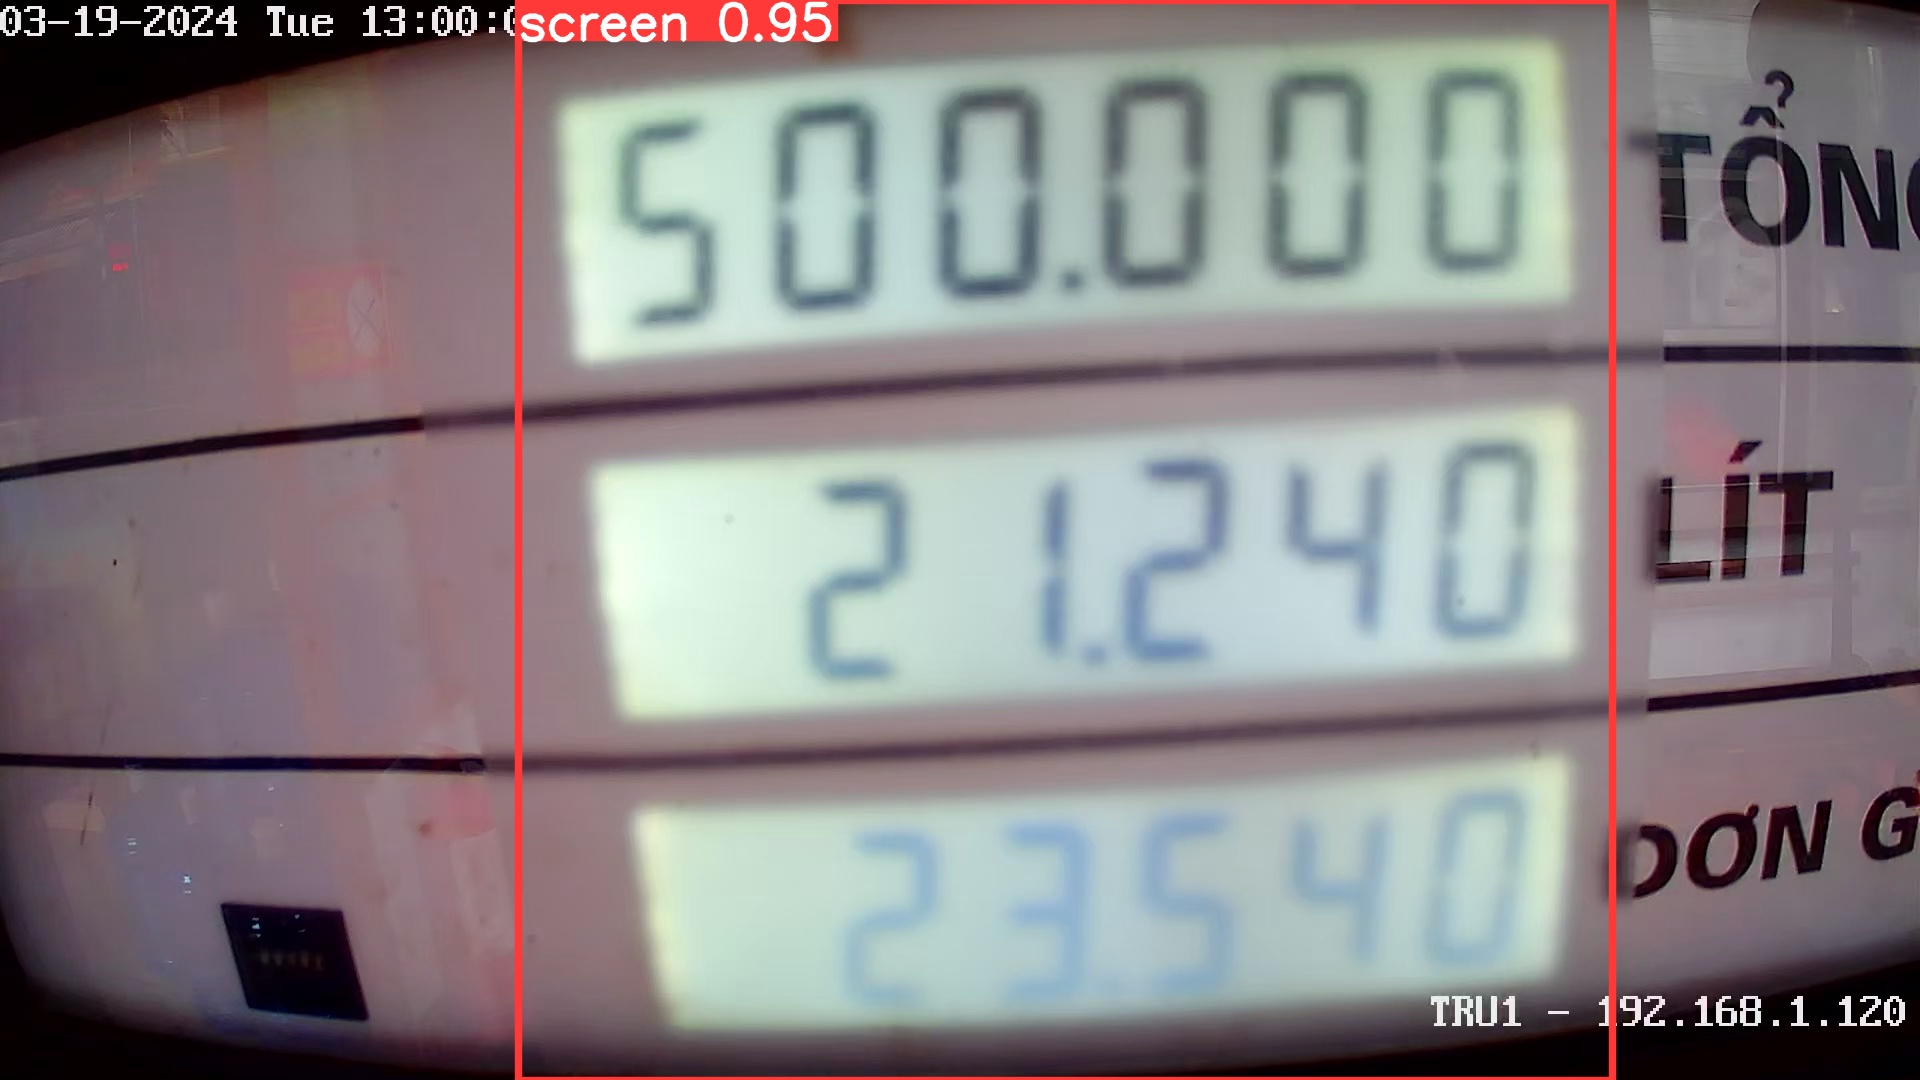 03-19-2024 Tue 13:00:0
screen 0.95
500.000
TỔNG
21.240
LÍT
23.540
ĐƠN G
TRU1 - 192.168.1.120